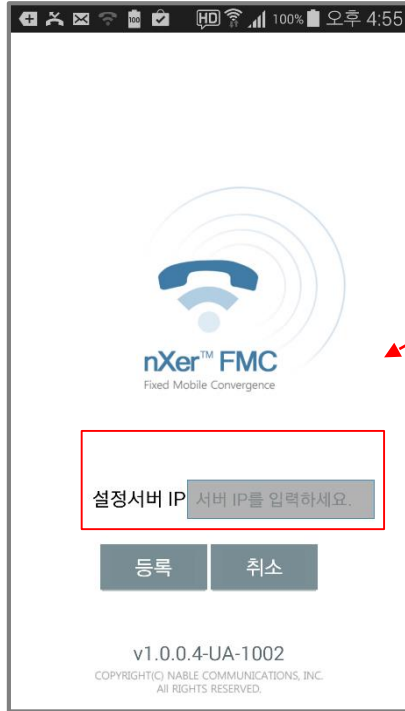 HD 100% 오후 4:55
nXer™ FMC
Fixed Mobile Convergence
설정서버 IP 서버 IP를 입력하세요.
등록 취소
v1.0.0.4-UA-1002
COPYRIGHT(C) NABLE COMMUNICATIONS, INC.
All RIGHTS RESERVED.